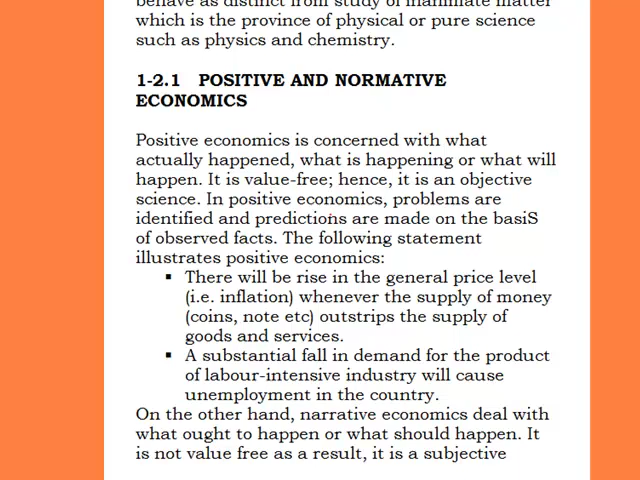 behave as distinct from study of inanimate matter
which is the province of physical or pure science
such as physics and chemistry.
1-2.1 POSITIVE AND NORMATIVE
ECONOMICS
Positive economics is concerned with what
actually happened, what is happening or what will
happen. It is value-free; hence, it is an objective
science. In positive economics, problems are
identified and predictions are made on the basiS
of observed facts. The following statement
illustrates positive economics:
▪ There will be rise in the general price level
(i.e. inflation) whenever the supply of money
(coins, note etc) outstrips the supply of
goods and services.
▪ A substantial fall in demand for the product
of labour-intensive industry will cause
unemployment in the country.
On the other hand, narrative economics deal with
what ought to happen or what should happen. It
is not value free as a result, it is a subjective